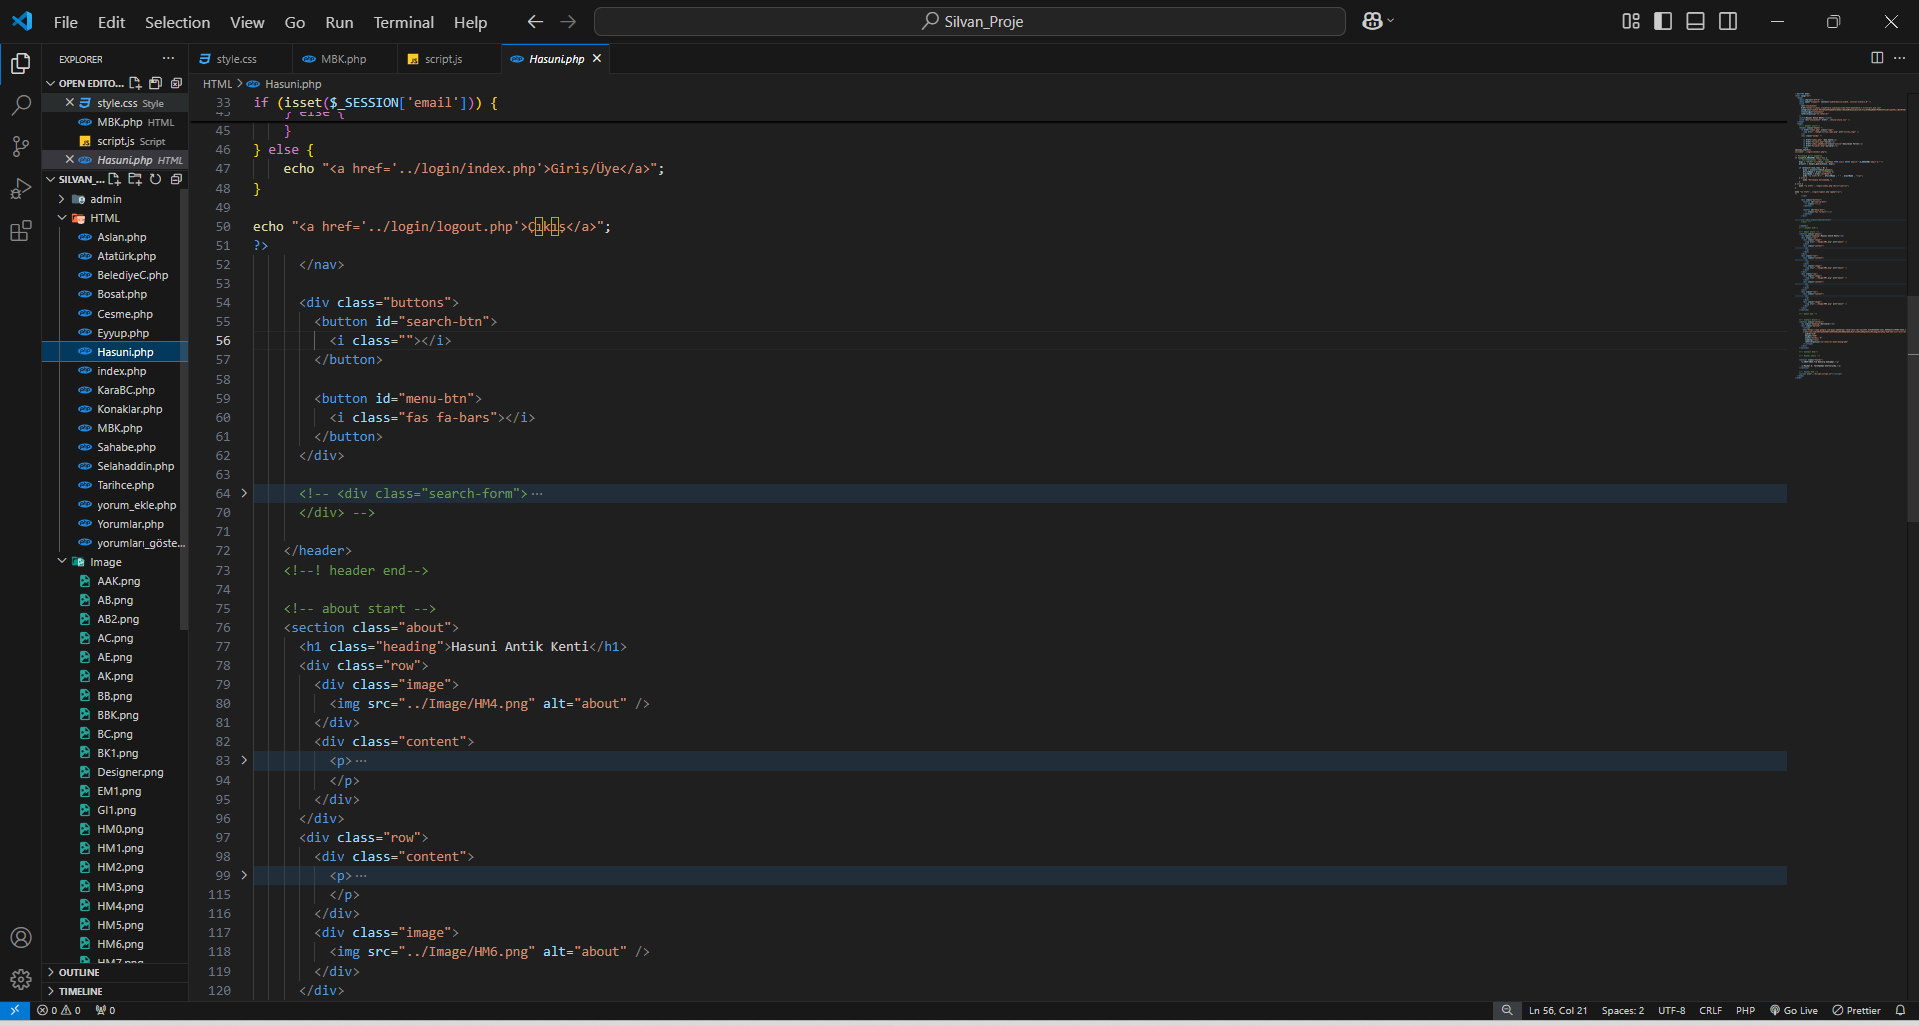 File Edit Selection View Go Run Terminal Help
Silvan_Proje
EXPLORER
OPEN EDITO...
style.css Style
MBK.php HTML
script.js Script
Hasuni.php HTML
SILVAN_...
admin
HTML
Aslan.php
Atatürk.php
BelediyeC.php
Bosat.php
Cesme.php
Eyyup.php
Hasuni.php
index.php
KaraBC.php
Konaklar.php
MBK.php
Sahabe.php
Selahaddin.php
Tarihce.php
yorum_ekle.php
Yorumlar.php
yorumları_göste...
Image
AAK.png
AB.png
AB2.png
AC.png
AE.png
AK.png
BB.png
BBK.png
BC.png
BK1.png
Designer.png
EM1.png
GI1.png
HM0.png
HM1.png
HM2.png
HM3.png
HM4.png
HM5.png
HM6.png
HM7.png
OUTLINE
TIMELINE
style.css MBK.php script.js Hasuni.php
HTML > Hasuni.php
33 if (isset($_SESSION['email'])) {
43 } else {
45 }
46 } else {
47 echo "<a href='../login/index.php'>Giriş/Üye</a>";
48 }
49
50 echo "<a href='../login/logout.php'>Çıkış</a>";
51 ?>
52 </nav>
53
54 <div class="buttons">
55 <button id="search-btn">
56 <i class=""></i>
57 </button>
58
59 <button id="menu-btn">
60 <i class="fas fa-bars"></i>
61 </button>
62 </div>
63
64 <!-- <div class="search-form"> ...
70 </div> -->
71
72 </header>
73 <!--! header end-->
74
75 <!-- about start -->
76 <section class="about">
77 <h1 class="heading">Hasuni Antik Kenti</h1>
78 <div class="row">
79 <div class="image">
80 <img src="../Image/HM4.png" alt="about" />
81 </div>
82 <div class="content">
83 <p> ...
94 </p>
95 </div>
96 </div>
97 <div class="row">
98 <div class="content">
99 <p> ...
115 </p>
116 </div>
117 <div class="image">
118 <img src="../Image/HM6.png" alt="about" />
119 </div>
120 </div>
0 0 0
Ln 56, Col 21 Spaces: 2 UTF-8 CRLF PHP Go Live Prettier